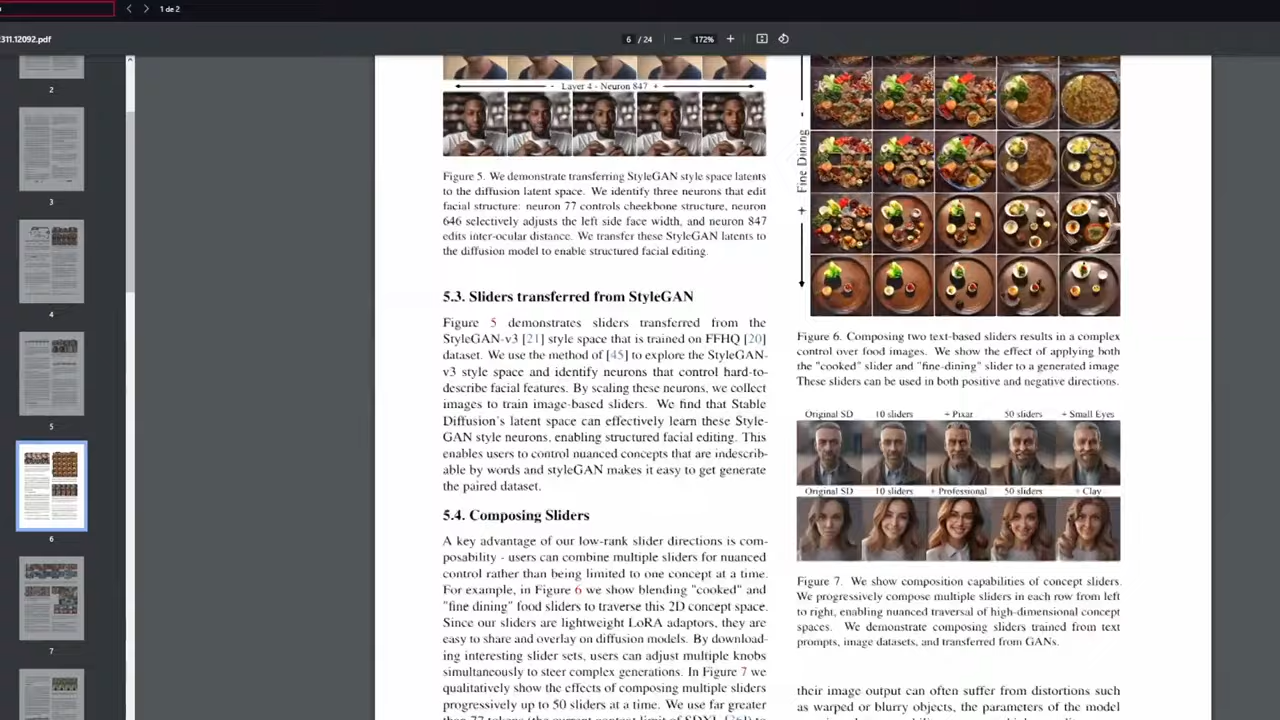 1 de 2
311.12092.pdf
6 / 24
172%
2
3
4
5
6
7
- Layer 4 - Neuron 847 +
Figure 5. We demonstrate transferring StyleGAN style space latents
to the diffusion latent space. We identify three neurons that edit
facial structure: neuron 77 controls cheekbone structure, neuron
646 selectively adjusts the left side face width, and neuron 847
edits inter-ocular distance. We transfer these StyleGAN latents to
the diffusion model to enable structured facial editing.
5.3. Sliders transferred from StyleGAN
Figure 5 demonstrates sliders transferred from the
StyleGAN-v3 [21] style space that is trained on FFHQ [20]
dataset. We use the method of [45] to explore the StyleGAN-
v3 style space and identify neurons that control hard-to-
describe facial features. By scaling these neurons, we collect
images to train image-based sliders. We find that Stable
Diffusion's latent space can effectively learn these Style-
GAN style neurons, enabling structured facial editing. This
enables users to control nuanced concepts that are indescrib-
able by words and styleGAN makes it easy to get generate
the paired dataset.
5.4. Composing Sliders
A key advantage of our low-rank slider directions is com-
posability - users can combine multiple sliders for nuanced
control rather than being limited to one concept at a time.
For example, in Figure 6 we show blending "cooked" and
"fine dining" food sliders to traverse this 2D concept space.
Since our sliders are lightweight LoRA adaptors, they are
easy to share and overlay on diffusion models. By download-
ing interesting slider sets, users can adjust multiple knobs
simultaneously to steer complex generations. In Figure 7 we
qualitatively show the effects of composing multiple sliders
progressively up to 50 sliders at a time. We use far greater
than 77 tokens (the current context limit of SDXL [26]) to
- Fine Dining +
Figure 6. Composing two text-based sliders results in a complex
control over food images. We show the effect of applying both
the "cooked" slider and "fine-dining" slider to a generated image
These sliders can be used in both positive and negative directions.
Original SD 10 sliders + Pixar 50 sliders + Small Eyes
Original SD 10 sliders + Professional 50 sliders + Clay
Figure 7. We show composition capabilities of concept sliders.
We progressively compose multiple sliders in each row from left
to right, enabling nuanced traversal of high-dimensional concept
spaces. We demonstrate composing sliders trained from text
prompts, image datasets, and transferred from GANs.
their image output can often suffer from distortions such
as warped or blurry objects, the parameters of the model